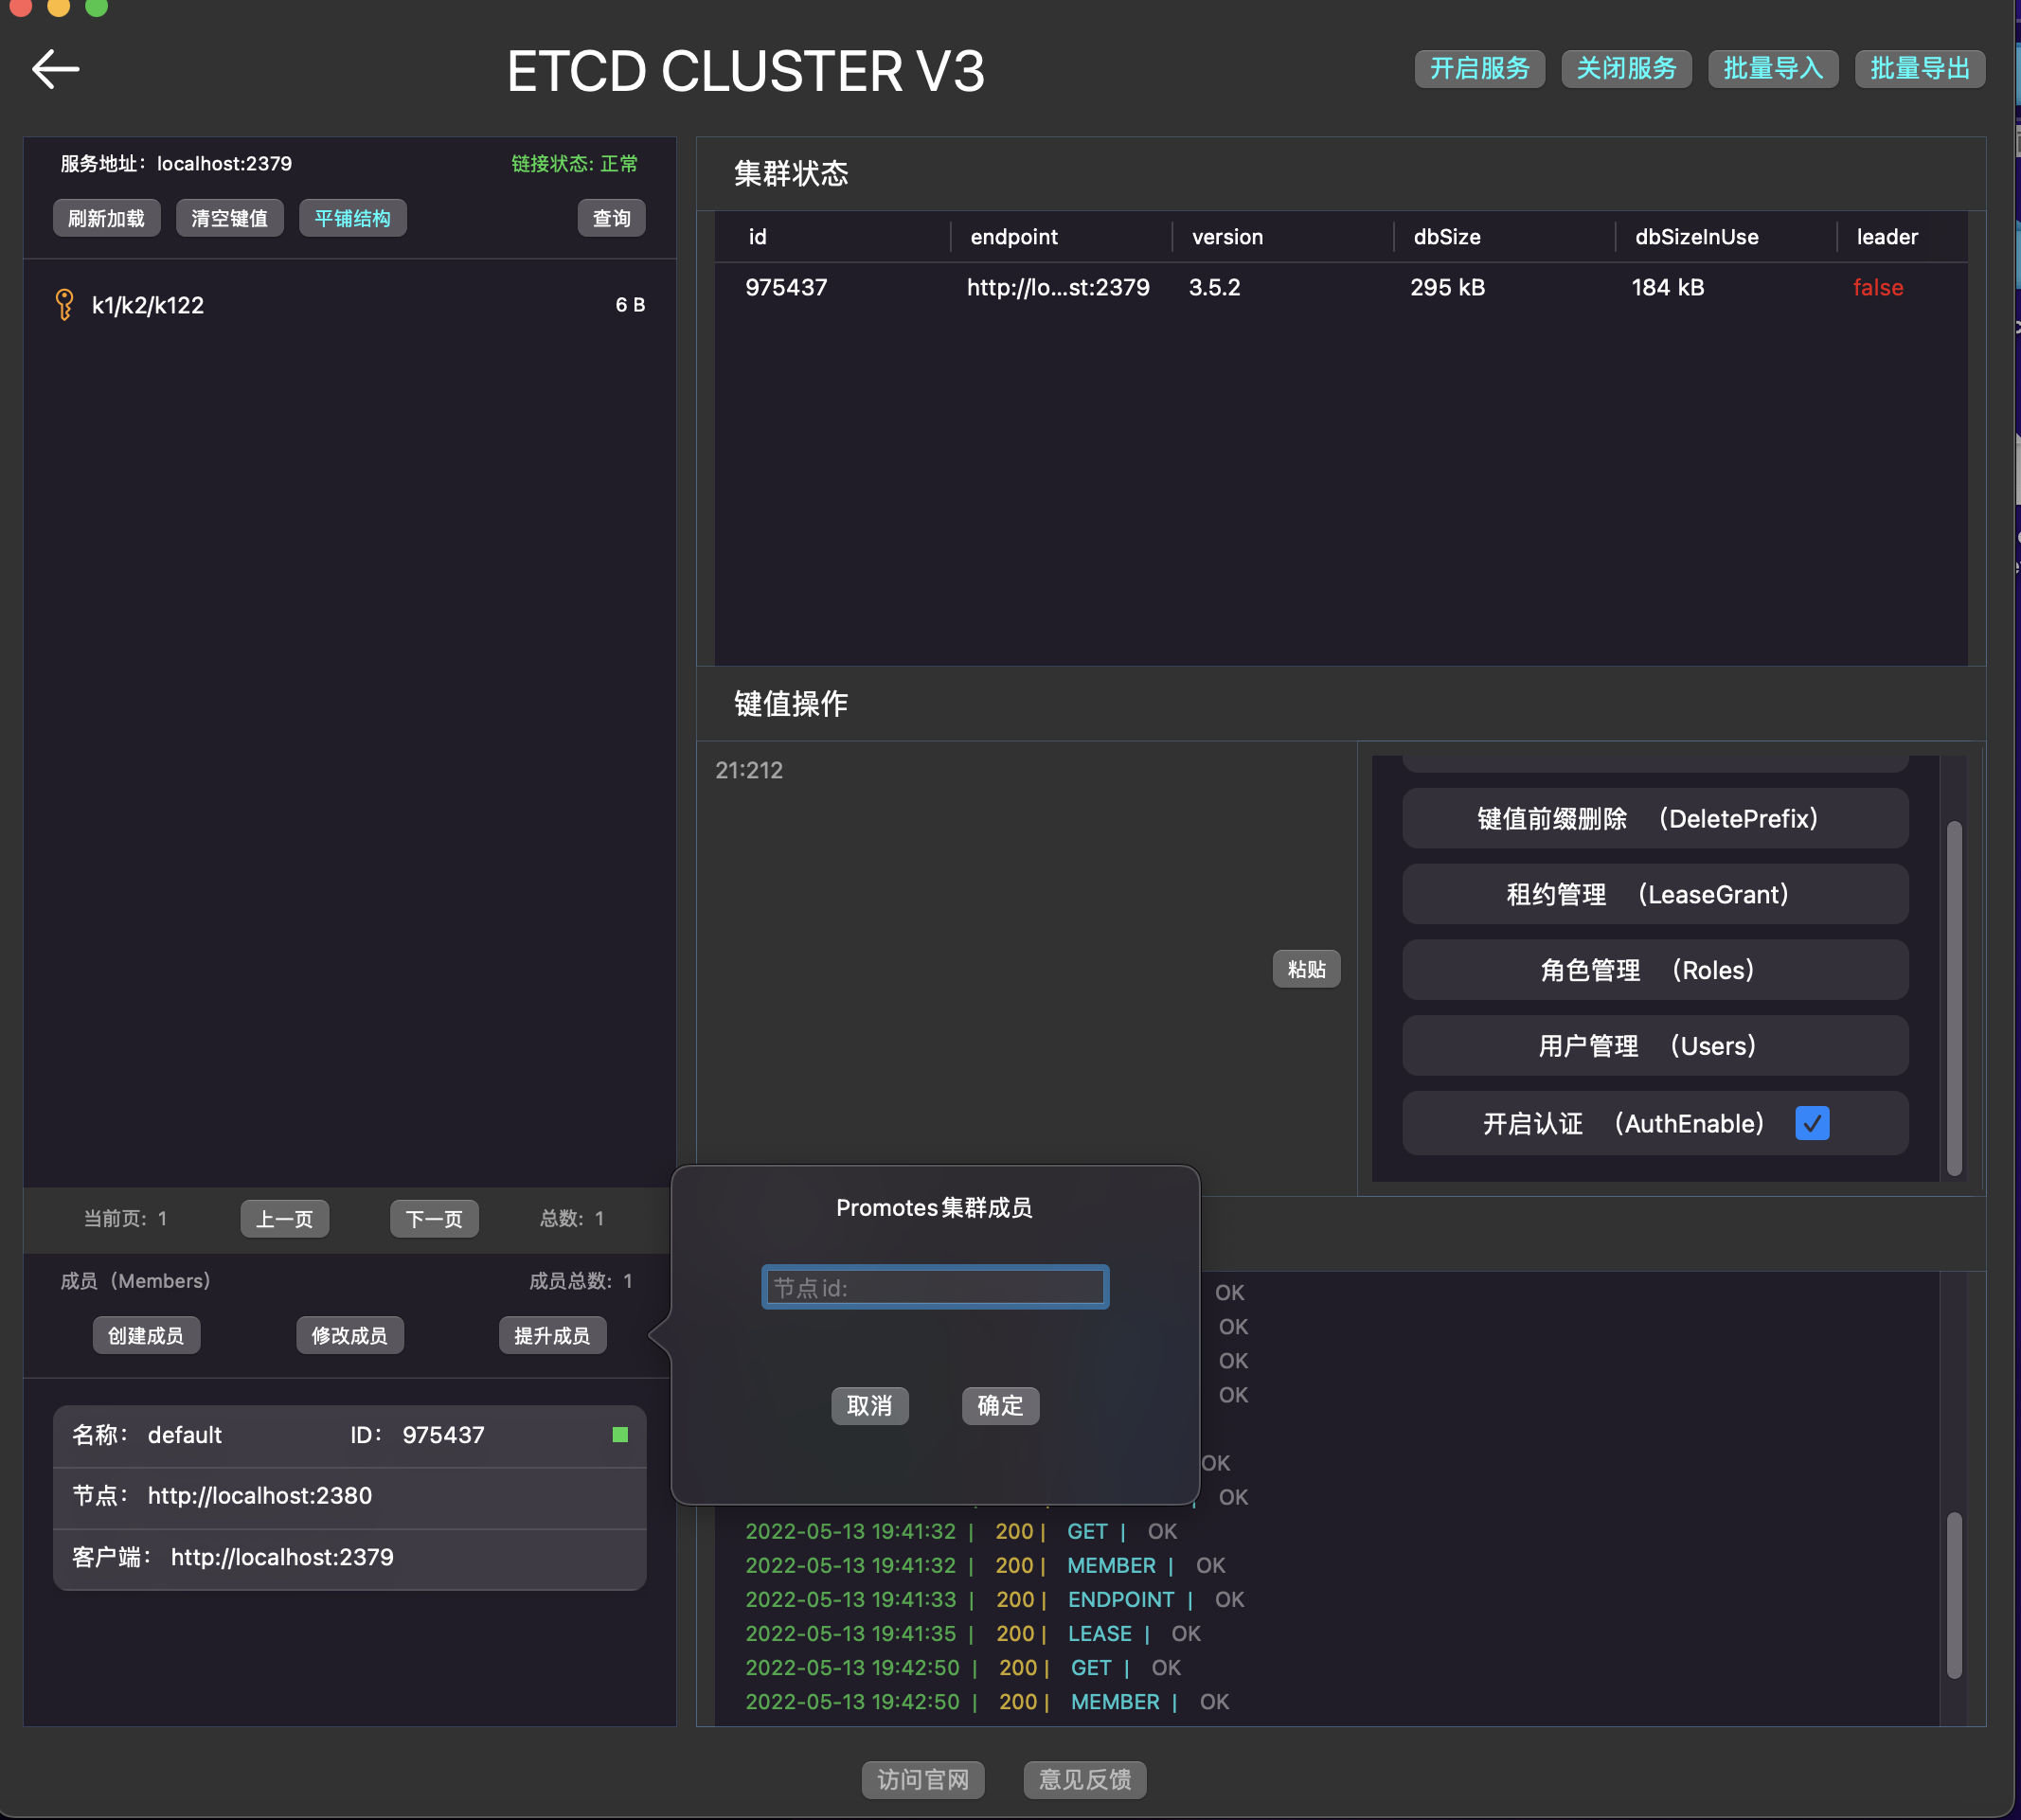 ETCD CLUSTER V3
开启服务 关闭服务 批量导入 批量导出
服务地址：localhost:2379 链接状态: 正常
刷新加载 清空键值 平铺结构 查询
k1/k2/k122 6 B
当前页: 1 上一页 下一页 总数: 1
成员（Members） 成员总数: 1
创建成员 修改成员 提升成员
名称： default ID： 975437
节点： http://localhost:2380
客户端： http://localhost:2379
集群状态
id endpoint version dbSize dbSizeInUse leader
975437 http://lo...st:2379 3.5.2 295 kB 184 kB false
键值操作
21:212
粘贴
键值前缀删除 （DeletePrefix）
租约管理 （LeaseGrant）
角色管理 （Roles）
用户管理 （Users）
开启认证 （AuthEnable）
Promotes集群成员
节点id:
取消 确定
OK
OK
OK
OK
OK
OK
2022-05-13 19:41:32 | 200 | GET | OK
2022-05-13 19:41:32 | 200 | MEMBER | OK
2022-05-13 19:41:33 | 200 | ENDPOINT | OK
2022-05-13 19:41:35 | 200 | LEASE | OK
2022-05-13 19:42:50 | 200 | GET | OK
2022-05-13 19:42:50 | 200 | MEMBER | OK
访问官网 意见反馈